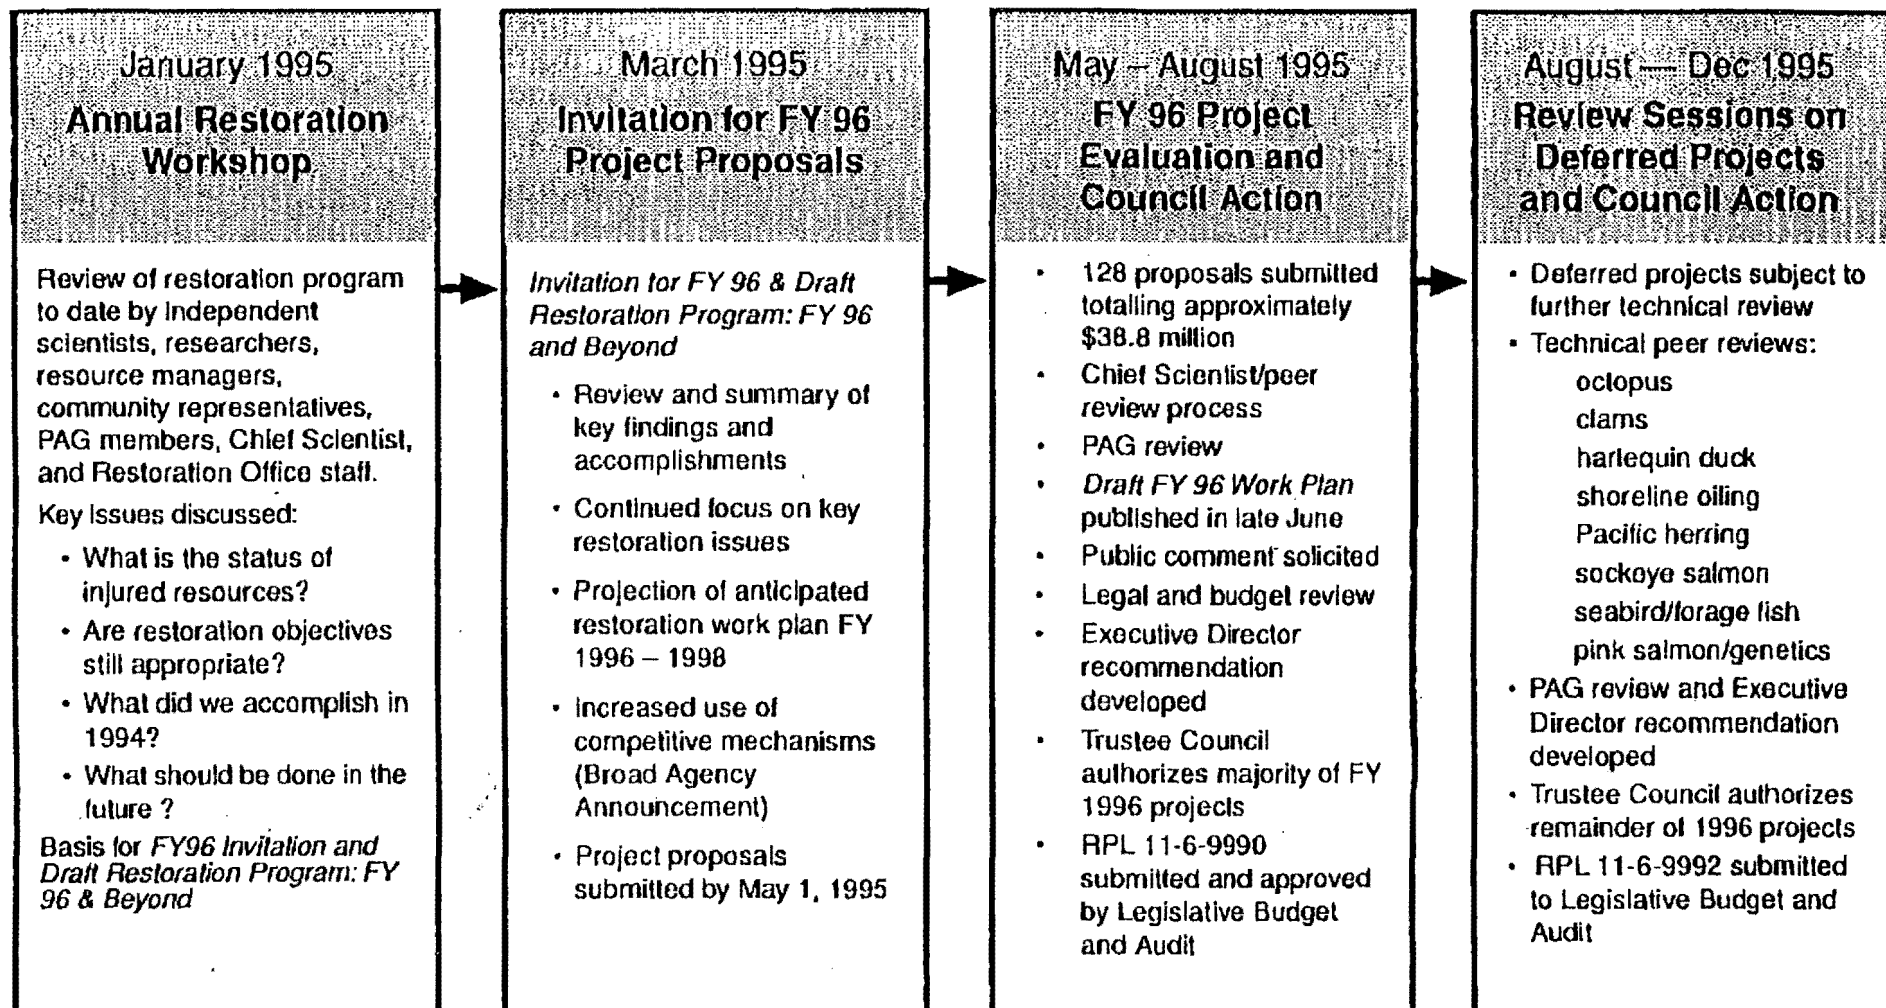 January 1995
Annual Restoration
Workshop
Review of restoration program
to date by independent
scientists, researchers,
resource managers,
community representatives,
PAG members, Chief Scientist,
and Restoration Office staff.
Key issues discussed:
• What is the status of
injured resources?
• Are restoration objectives
still appropriate?
• What did we accomplish in
1994?
• What should be done in the
future ?
Basis for FY96 Invitation and
Draft Restoration Program: FY
96 & Beyond
March 1995
Invitation for FY 96
Project Proposals
Invitation for FY 96 & Draft
Restoration Program: FY 96
and Beyond
• Review and summary of
key findings and
accomplishments
• Continued focus on key
restoration issues
• Projection of anticipated
restoration work plan FY
1996 – 1998
• Increased use of
competitive mechanisms
(Broad Agency
Announcement)
• Project proposals
submitted by May 1, 1995
May – August 1995
FY 96 Project
Evaluation and
Council Action
• 128 proposals submitted
totalling approximately
$38.8 million
• Chief Scientist/peer
review process
• PAG review
• Draft FY 96 Work Plan
published in late June
• Public comment solicited
• Legal and budget review
• Executive Director
recommendation
developed
• Trustee Council
authorizes majority of FY
1996 projects
• RPL 11-6-9990
submitted and approved
by Legislative Budget
and Audit
August — Dec 1995
Review Sessions on
Deferred Projects
and Council Action
• Deferred projects subject to
further technical review
• Technical peer reviews:
octopus
clams
harlequin duck
shoreline oiling
Pacific herring
sockeye salmon
seabird/forage fish
pink salmon/genetics
• PAG review and Executive
Director recommendation
developed
• Trustee Council authorizes
remainder of 1996 projects
• RPL 11-6-9992 submitted
to Legislative Budget and
Audit